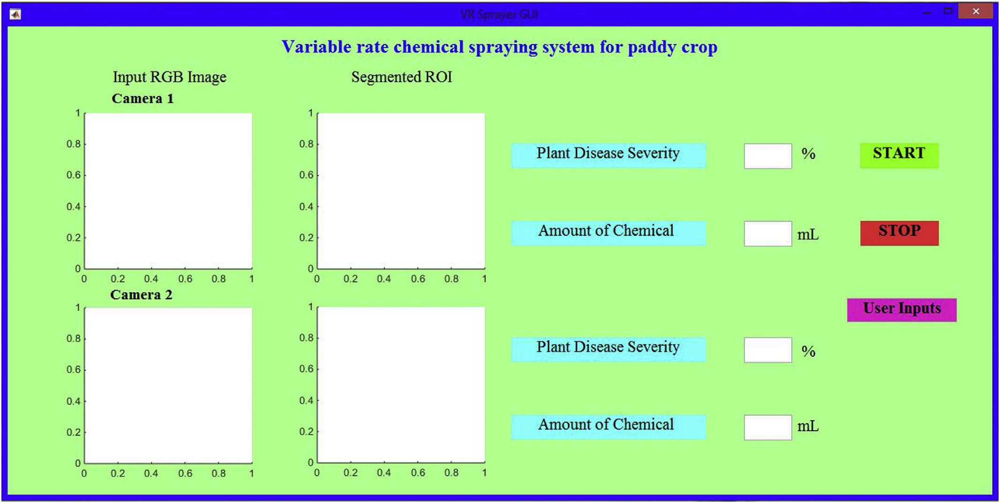 VR Sprayer GUI
Variable rate chemical spraying system for paddy crop
Input RGB Image
Segmented ROI
Camera 1
1
0.8
0.6
0.4
0.2
0
0 0.2 0.4 0.6 0.8 1
1
0.8
0.6
0.4
0.2
0
0 0.2 0.4 0.6 0.8 1
Plant Disease Severity %
START
Amount of Chemical mL
STOP
User Inputs
Camera 2
1
0.8
0.6
0.4
0.2
0
0 0.2 0.4 0.6 0.8 1
1
0.8
0.6
0.4
0.2
0
0 0.2 0.4 0.6 0.8 1
Plant Disease Severity %
Amount of Chemical mL